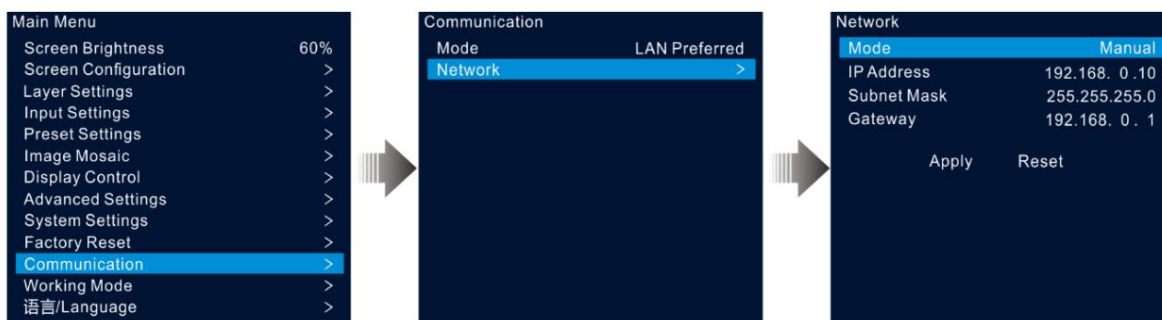 Main Menu
Screen Brightness 60%
Screen Configuration >
Layer Settings >
Input Settings >
Preset Settings >
Image Mosaic >
Display Control >
Advanced Settings >
System Settings >
Factory Reset >
Communication >
Working Mode >
语言/Language >
Communication
Mode LAN Preferred
Network >
Network
Mode Manual
IP Address 192.168. 0 .10
Subnet Mask 255.255.255.0
Gateway 192.168. 0 . 1
Apply Reset